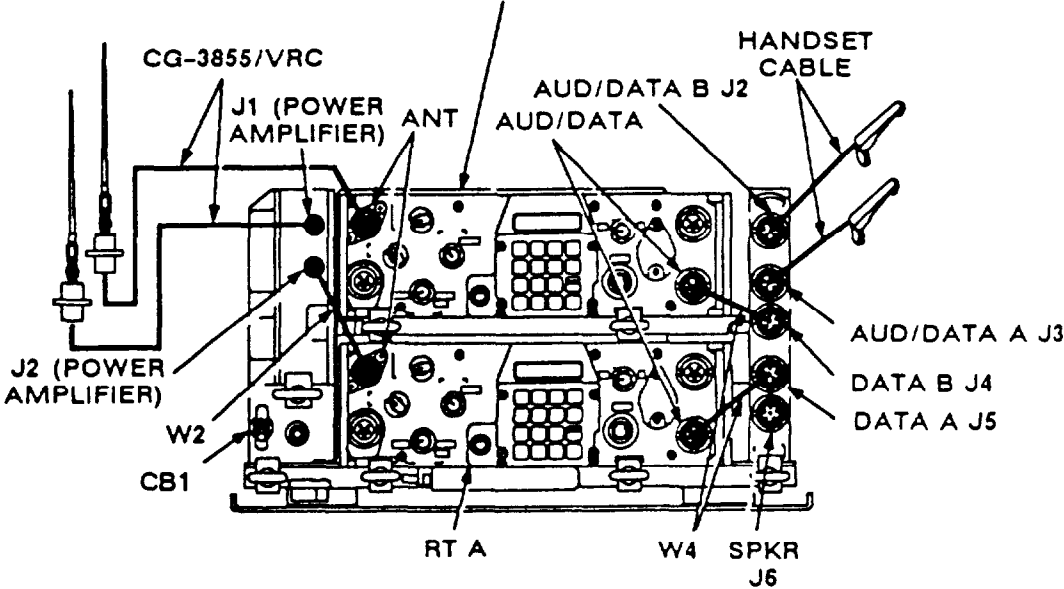 HANDSET
CABLE
CG-3855/VRC
AUD/DATA B J2
J1 (POWER
AMPLIFIER)
ANT
AUD/DATA
AUD/DATA A J3
J2 (POWER
AMPLIFIER)
DATA B J4
DATA A J5
W2
CB1
RT A
W4
SPKR
J6